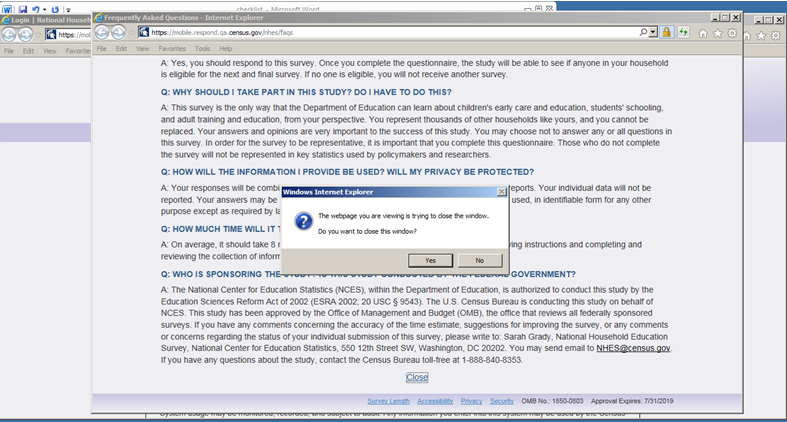 checklist - Microsoft Word
Login | National Househ
Frequently Asked Questions - Internet Explorer
https://mob
https://mobile.respond.qa.census.gov/nhes/faqs
File Edit View Favorites
File Edit View Favorites Tools Help
A: Yes, you should respond to this survey. Once you complete the questionnaire, the study will be able to see if anyone in your household
is eligible for the next and final survey. If no one is eligible, you will not receive another survey.
Q: WHY SHOULD I TAKE PART IN THIS STUDY? DO I HAVE TO DO THIS?
A: This survey is the only way that the Department of Education can learn about children's early care and education, students' schooling,
and adult training and education, from your perspective. You represent thousands of other households like yours, and you cannot be
replaced. Your answers and opinions are very important to the success of this study. You may choose not to answer any or all questions in
this survey. In order for the survey to be representative, it is important that you complete this questionnaire. Those who do not complete
the survey will not be represented in key statistics used by policymakers and researchers.
Q: HOW WILL THE INFORMATION I PROVIDE BE USED? WILL MY PRIVACY BE PROTECTED?
A: Your responses will be combi
reports. Your individual data will not be
reported. Your answers may be
used, in identifiable form for any other
purpose except as required by la
Windows Internet Explorer
The webpage you are viewing is trying to close the window.
Do you want to close this window?
Yes No
Q: HOW MUCH TIME WILL IT T
A: On average, it should take 8 m
ving instructions and completing and
reviewing the collection of inform
Q: WHO IS SPONSORING THE STUDY? IS THIS STUDY CONDUCTED BY THE FEDERAL GOVERNMENT?
A: The National Center for Education Statistics (NCES), within the Department of Education, is authorized to conduct this study by the
Education Sciences Reform Act of 2002 (ESRA 2002; 20 USC § 9543). The U.S. Census Bureau is conducting this study on behalf of
NCES. This study has been approved by the Office of Management and Budget (OMB), the office that reviews all federally sponsored
surveys. If you have any comments concerning the accuracy of the time estimate, suggestions for improving the survey, or any comments
or concerns regarding the status of your individual submission of this survey, please write to: Sarah Grady, National Household Education
Survey, National Center for Education Statistics, 550 12th Street SW, Washington, DC 20202. You may send email to NHES@census.gov.
If you have any questions about the study, contact the Census Bureau toll-free at 1-888-840-8353.
Close
Survey Length Accessibility Privacy Security OMB No.: 1850-0803 Approval Expires: 7/31/2019
System usage may be monitored, recorded, and subject to audit. Any information you enter into this system may be used by the Census